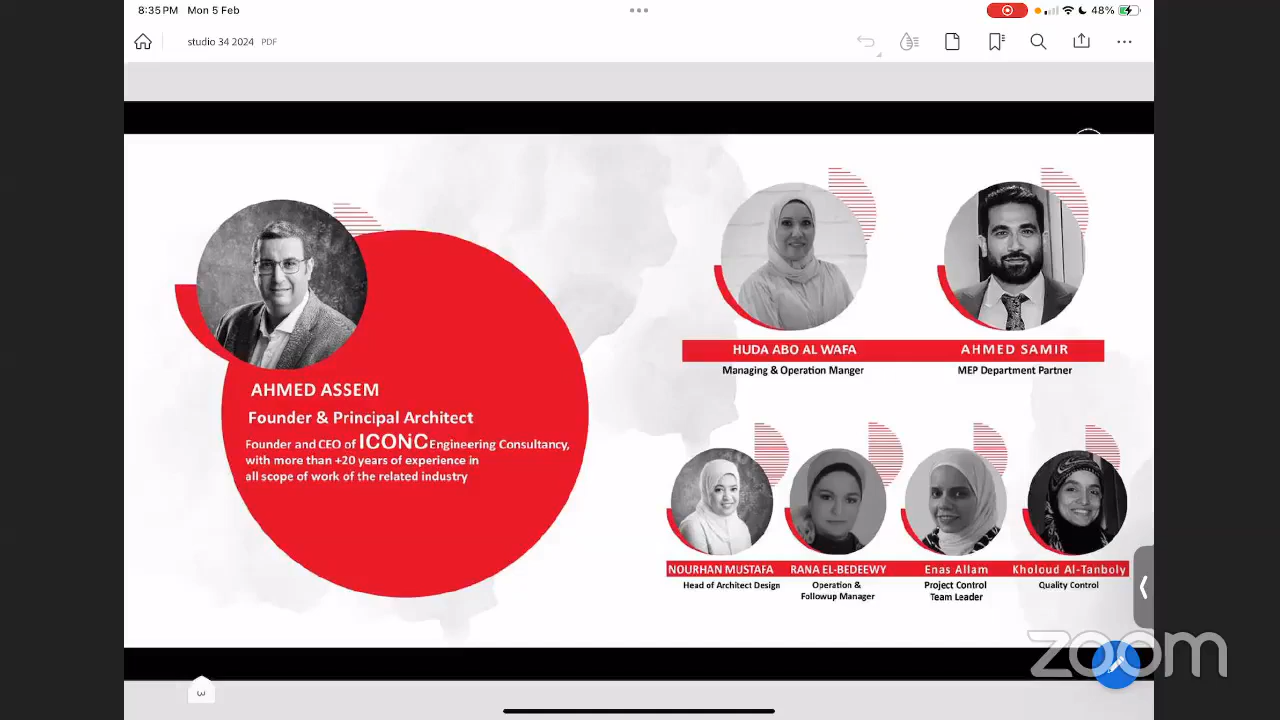 8:35 PM Mon 5 Feb
48%
studio 34 2024 PDF
AHMED ASSEM
Founder & Principal Architect
Founder and CEO of ICONC Engineering Consultancy,
with more than +20 years of experience in
all scope of work of the related industry
HUDA ABO AL WAFA
Managing & Operation Manger
AHMED SAMIR
MEP Department Partner
NOURHAN MUSTAFA
Head of Architect Design
RANA EL-BEDEEWY
Operation &
Followup Manager
Enas Allam
Project Control
Team Leader
Kholoud Al-Tanboly
Quality Control
zoom
3